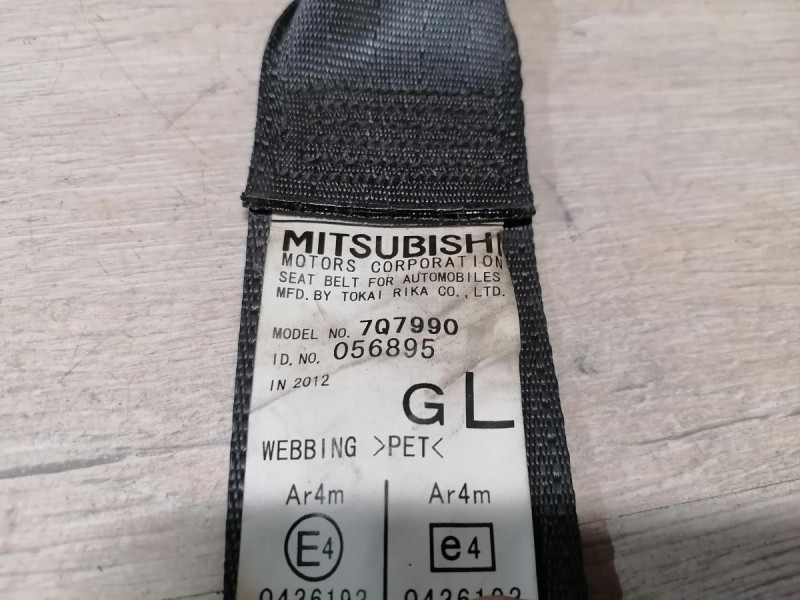 MITSUBISHI
MOTORS CORPORATION
SEAT BELT FOR AUTOMOBILES
MFD. BY TOKAI RIKA CO., LTD.
MODEL NO. 7Q7990
ID. NO. 056895
IN 2012
G L
WEBBING >PET<
Ar4m Ar4m
E4 e4
0436193